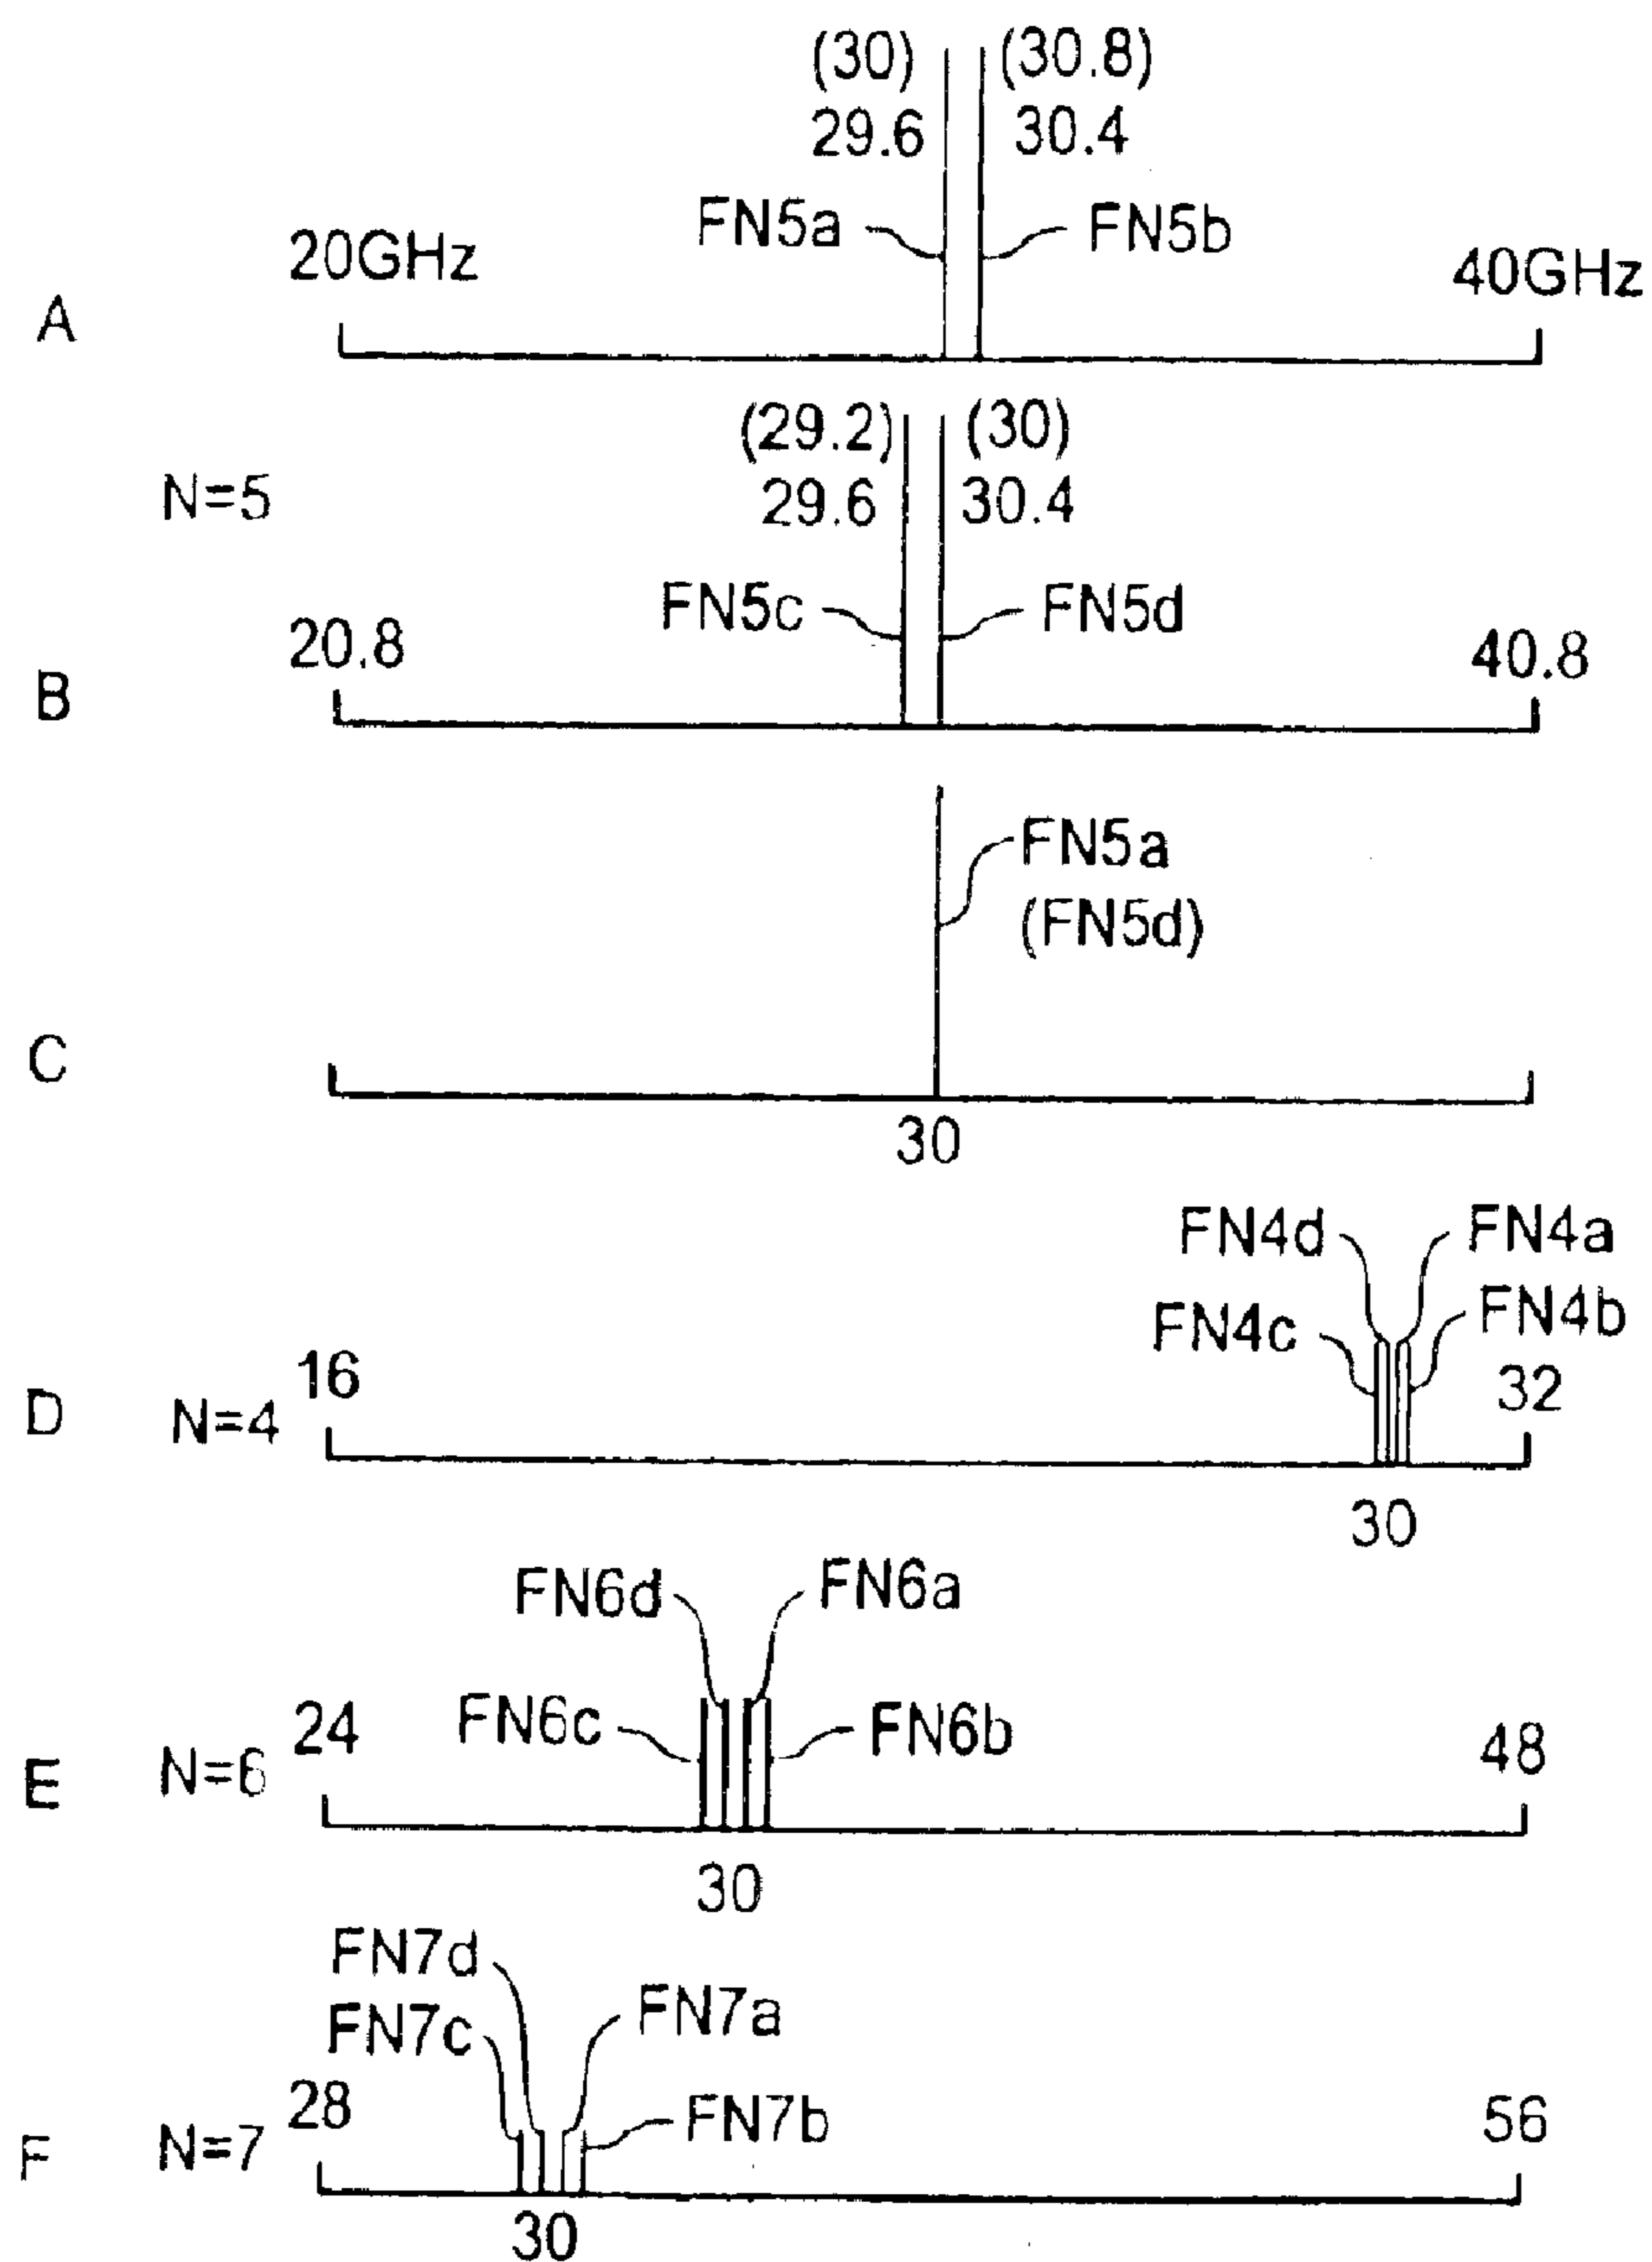 (30) (30.8)
29.6 30.4
FN5a FN5b
20GHz 40GHz
A
(29.2) (30)
N=5 29.6 30.4
FN5c FN5d
20.8 40.8
B
FN5a
(FN5d)
C
30
FN4d FN4a
FN4c FN4b
16 32
D N=4
30
FN6d FN6a
FN6c FN6b
24 48
E N=6
30
FN7d
FN7c FN7a
28 FN7b 56
F N=7
30